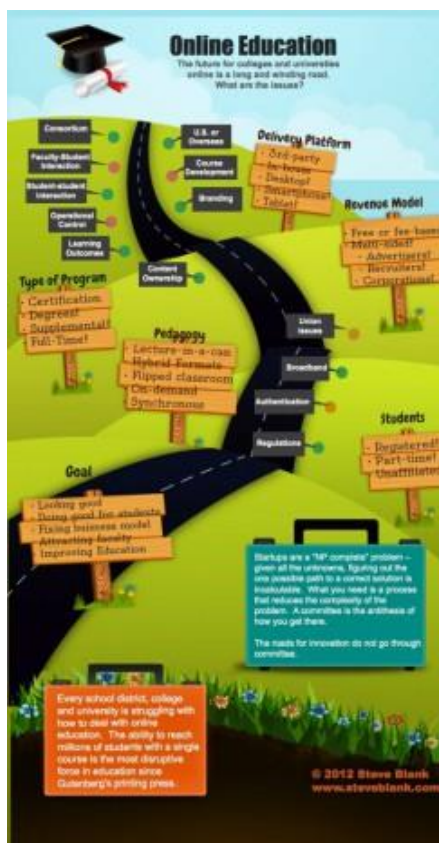 Online Education
The future for colleges and universities
online is a long and winding road.
What are the issues?
Consortium
U.S. or
Overseas
Delivery Platform
Faculty-Student
Interaction
Course
Development
- 3rd-party
- In-house
- Desktop?
- Smartphone?
- Tablet?
Student-student
Interaction
Branding
Revenue Model
- Free or fee-based
- Multi-sided?
- Advertisers?
- Recruiters?
- Corporations?
Operational
Control
Learning
Outcomes
Content
Ownership
Type of Program
- Certification
- Degrees?
- Supplemental?
- Full-Time?
Union
Issues
Pedagogy
- Lecture-in-a-can
- Hybrid Formats
- Flipped classroom
- On-demand
- Synchronous
Broadband
Authentication
Students
- Registered?
- Part-time?
- Unaffiliated
Regulations
Goal
- Looking good
- Doing good for students
- Fixing business model
- Attracting faculty
- Improving Education
Startups are a "NP complete" problem –
given all the unknowns, figuring out the
one possible path to a correct solution is
incalculable. What you need is a process
that reduces the complexity of the
problem. A committee is the antithesis of
how you get there.
The roads for innovation do not go through
committee.
Every school district, college
and university is struggling with
how to deal with online
education. The ability to reach
millions of students with a single
course is the most disruptive
force in education since
Gutenberg's printing press.
© 2012 Steve Blank
www.steveblank.com